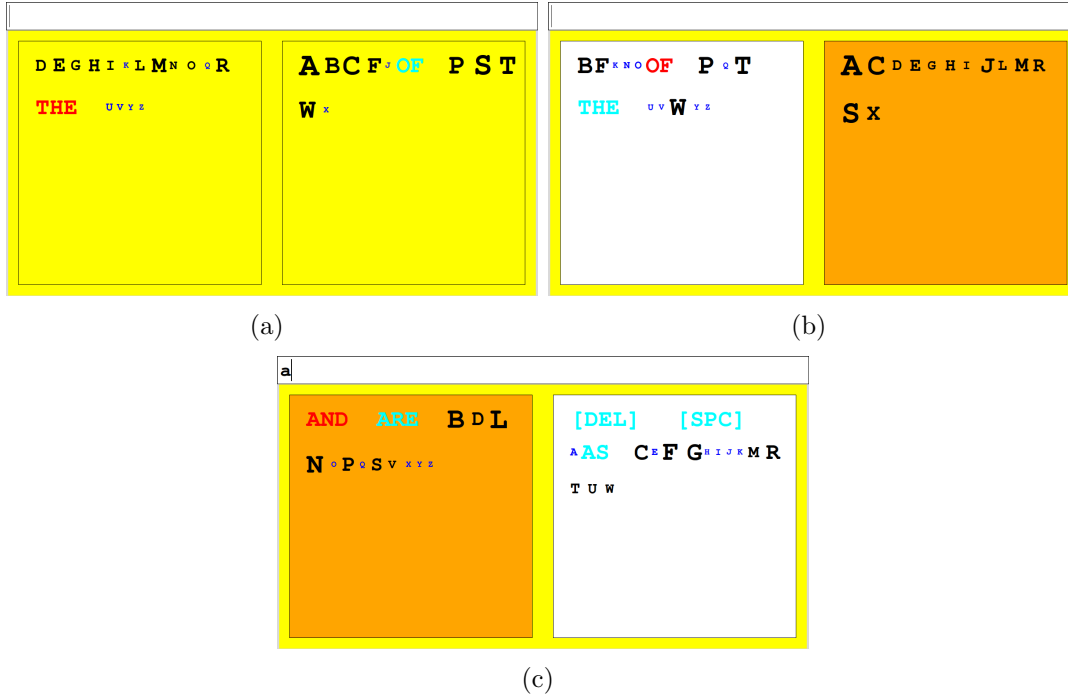 D E G H I K L M N O Q R
THE U V Y Z
A B C F J OF P S T
W X
(a)
B F K N O OF P Q T
THE U V W Y Z
A C D E G H I J L M R
S X
(b)
a
AND ARE B D L
N O P Q S V X Y Z
[DEL] [SPC]
A AS C E F G H I J K M R
T U W
(c)